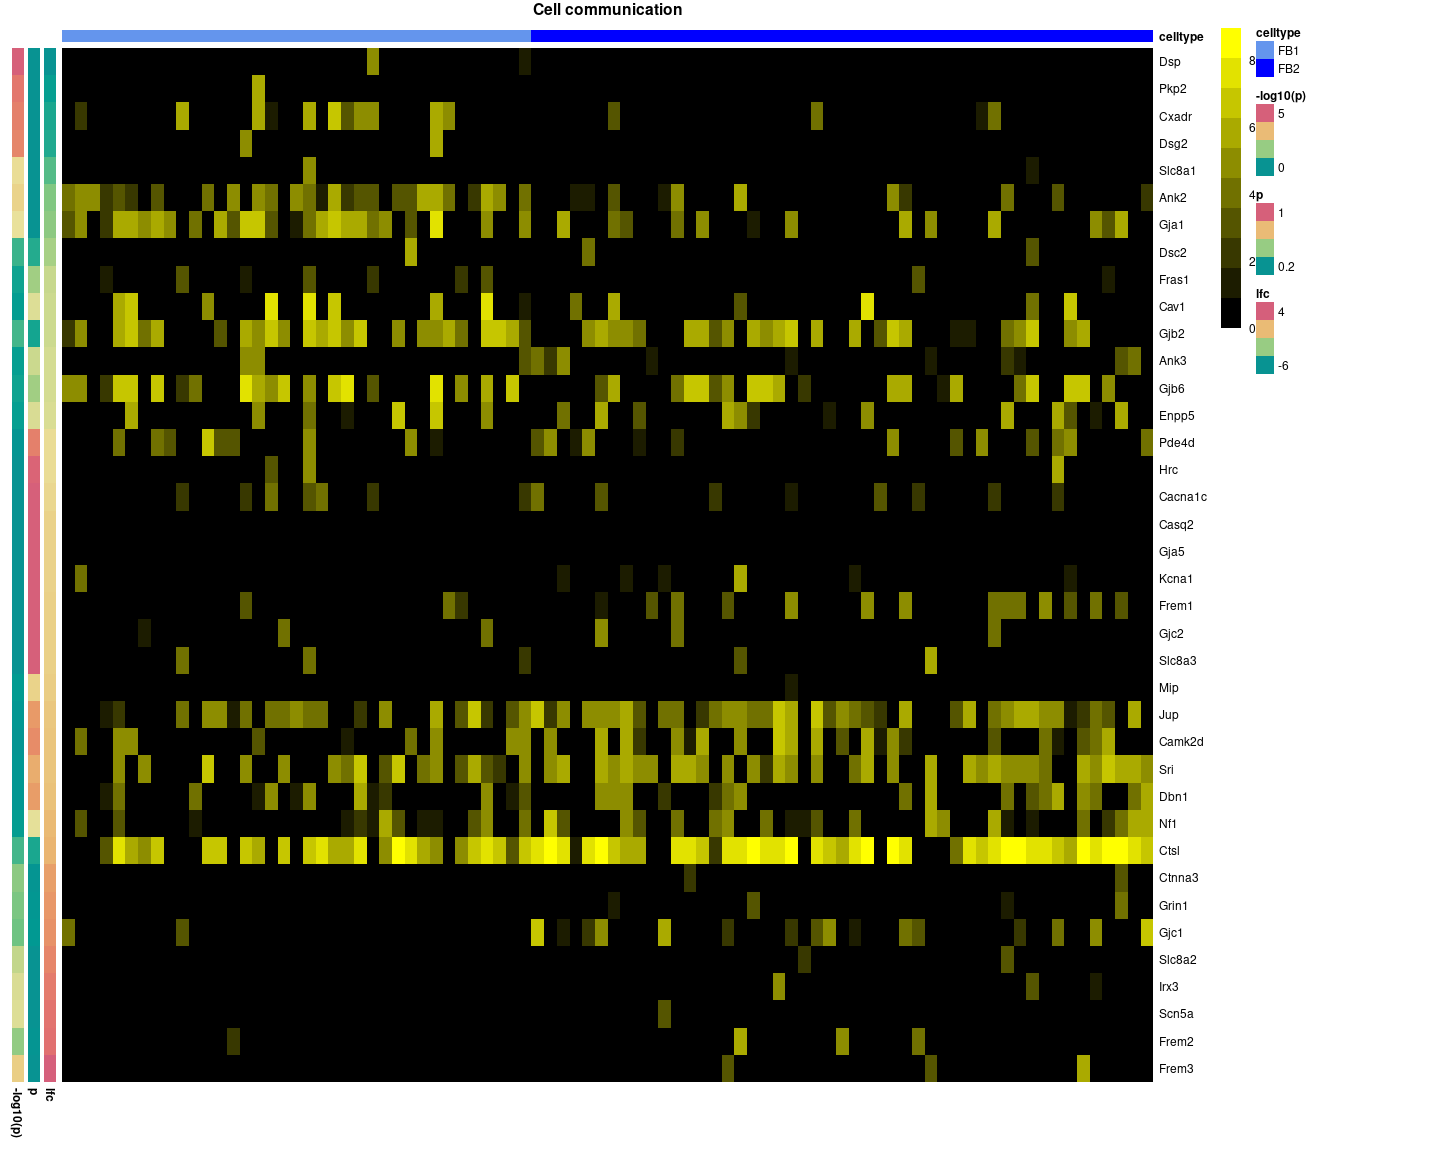 Cell communication
celltype
Dsp
Pkp2
Cxadr
Dsg2
Slc8a1
Ank2
Gja1
Dsc2
Fras1
Cav1
Gjb2
Ank3
Gjb6
Enpp5
Pde4d
Hrc
Cacna1c
Casq2
Gja5
Kcna1
Frem1
Gjc2
Slc8a3
Mip
Jup
Camk2d
Sri
Dbn1
Nf1
Ctsl
Ctnna3
Grin1
Gjc1
Slc8a2
Irx3
Scn5a
Frem2
Frem3
8
6
4
2
0
celltype
FB1
FB2
-log10(p)
5
0
p
1
0.2
lfc
4
-6
-log10(p)
p
lfc